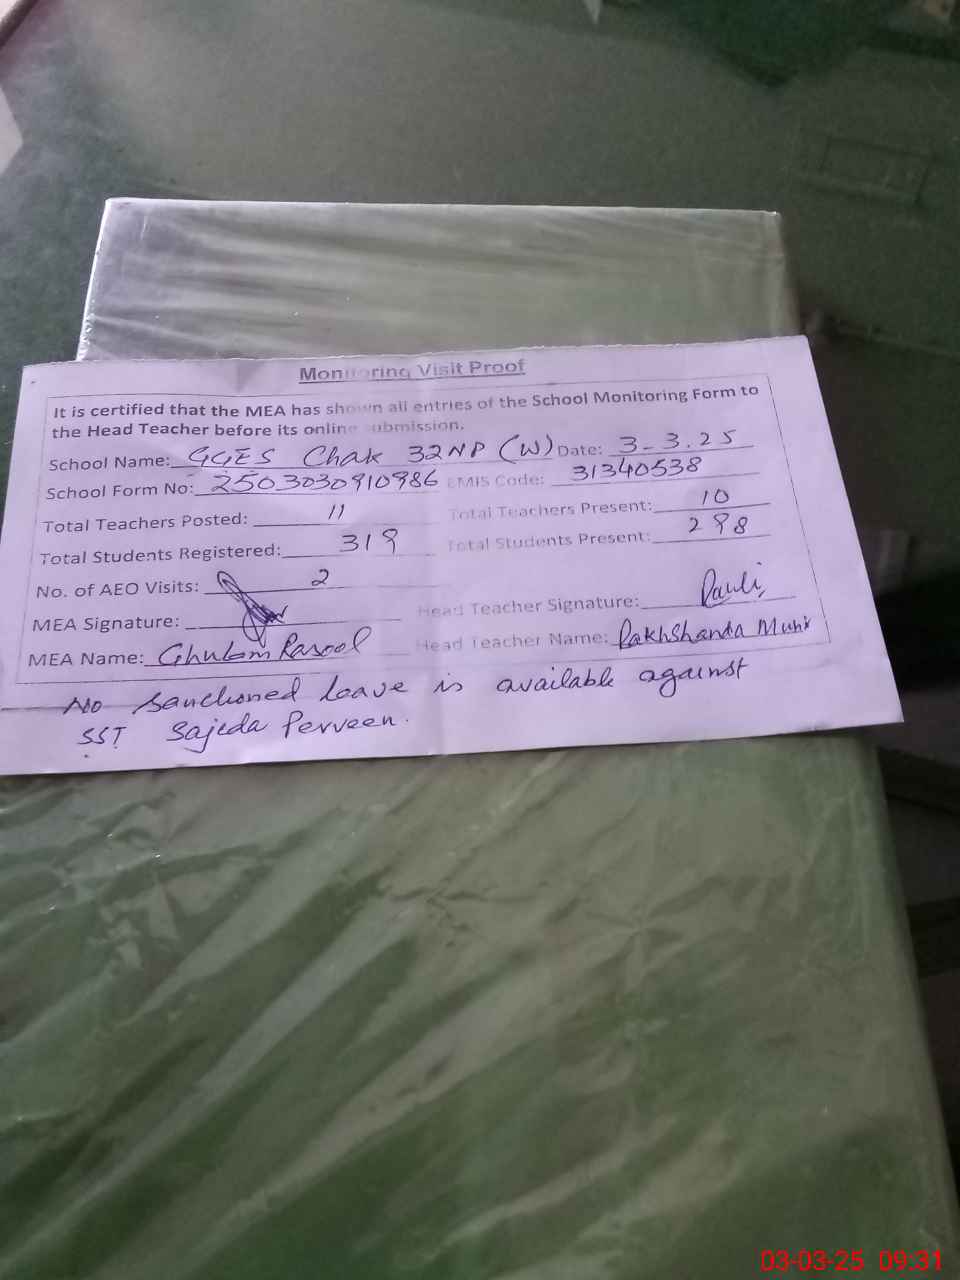 Monitoring Visit Proof
It is certified that the MEA has shown all entries of the School Monitoring Form to
the Head Teacher before its online submission.
School Name: GGES Chak 32NP (W) Date: 3-3.25
School Form No: 2503030910986 EMIS Code: 31340538
Total Teachers Posted: 11 Total Teachers Present: 10
Total Students Registered: 319 Total Students Present: 298
No. of AEO Visits: 2
MEA Signature: Head Teacher Signature:
MEA Name: Ghulam Rasool Head Teacher Name: Rakhshanda Munir
No Sanctioned leave is available against
SST Sajeda Perveen.
03-03-25 09:31